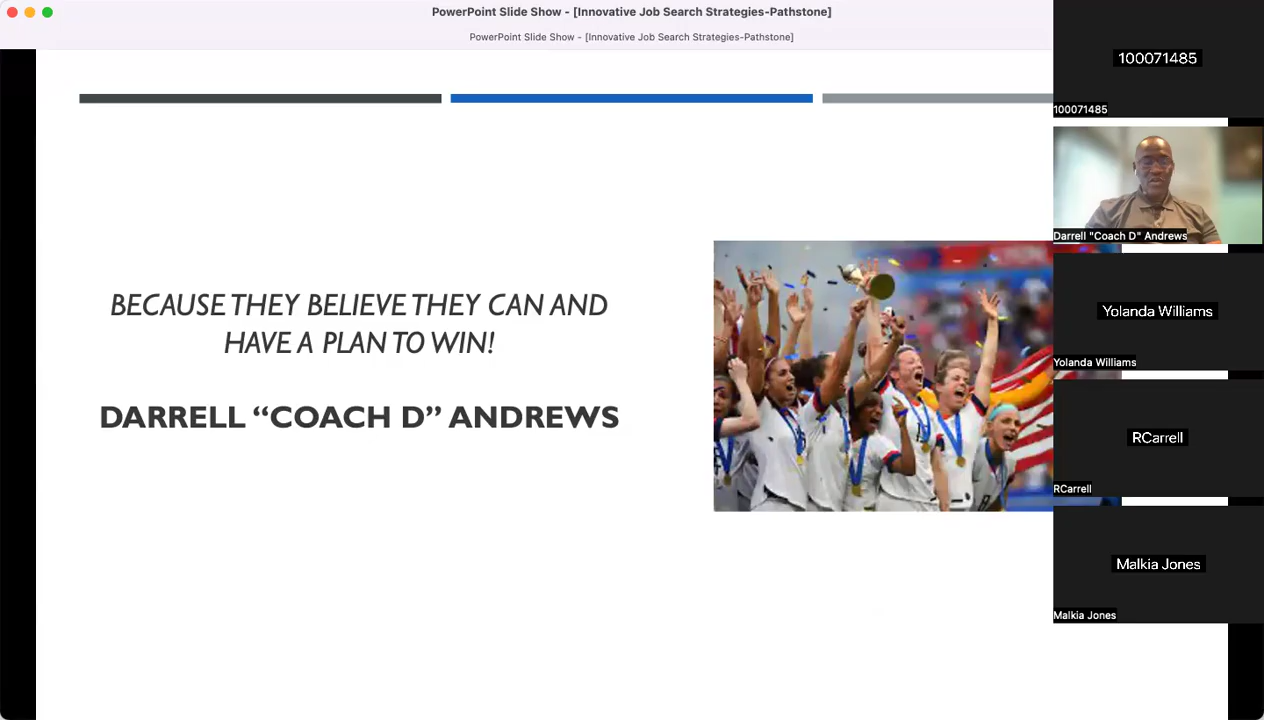 PowerPoint Slide Show - [Innovative Job Search Strategies-Pathstone]
PowerPoint Slide Show - [Innovative Job Search Strategies-Pathstone]
BECAUSE THEY BELIEVE THEY CAN AND
HAVE A PLAN TO WIN!
DARRELL “COACH D” ANDREWS
100071485
100071485
Darrell "Coach D" Andrews
Yolanda Williams
Yolanda Williams
RCarrell
RCarrell
Malkia Jones
Malkia Jones